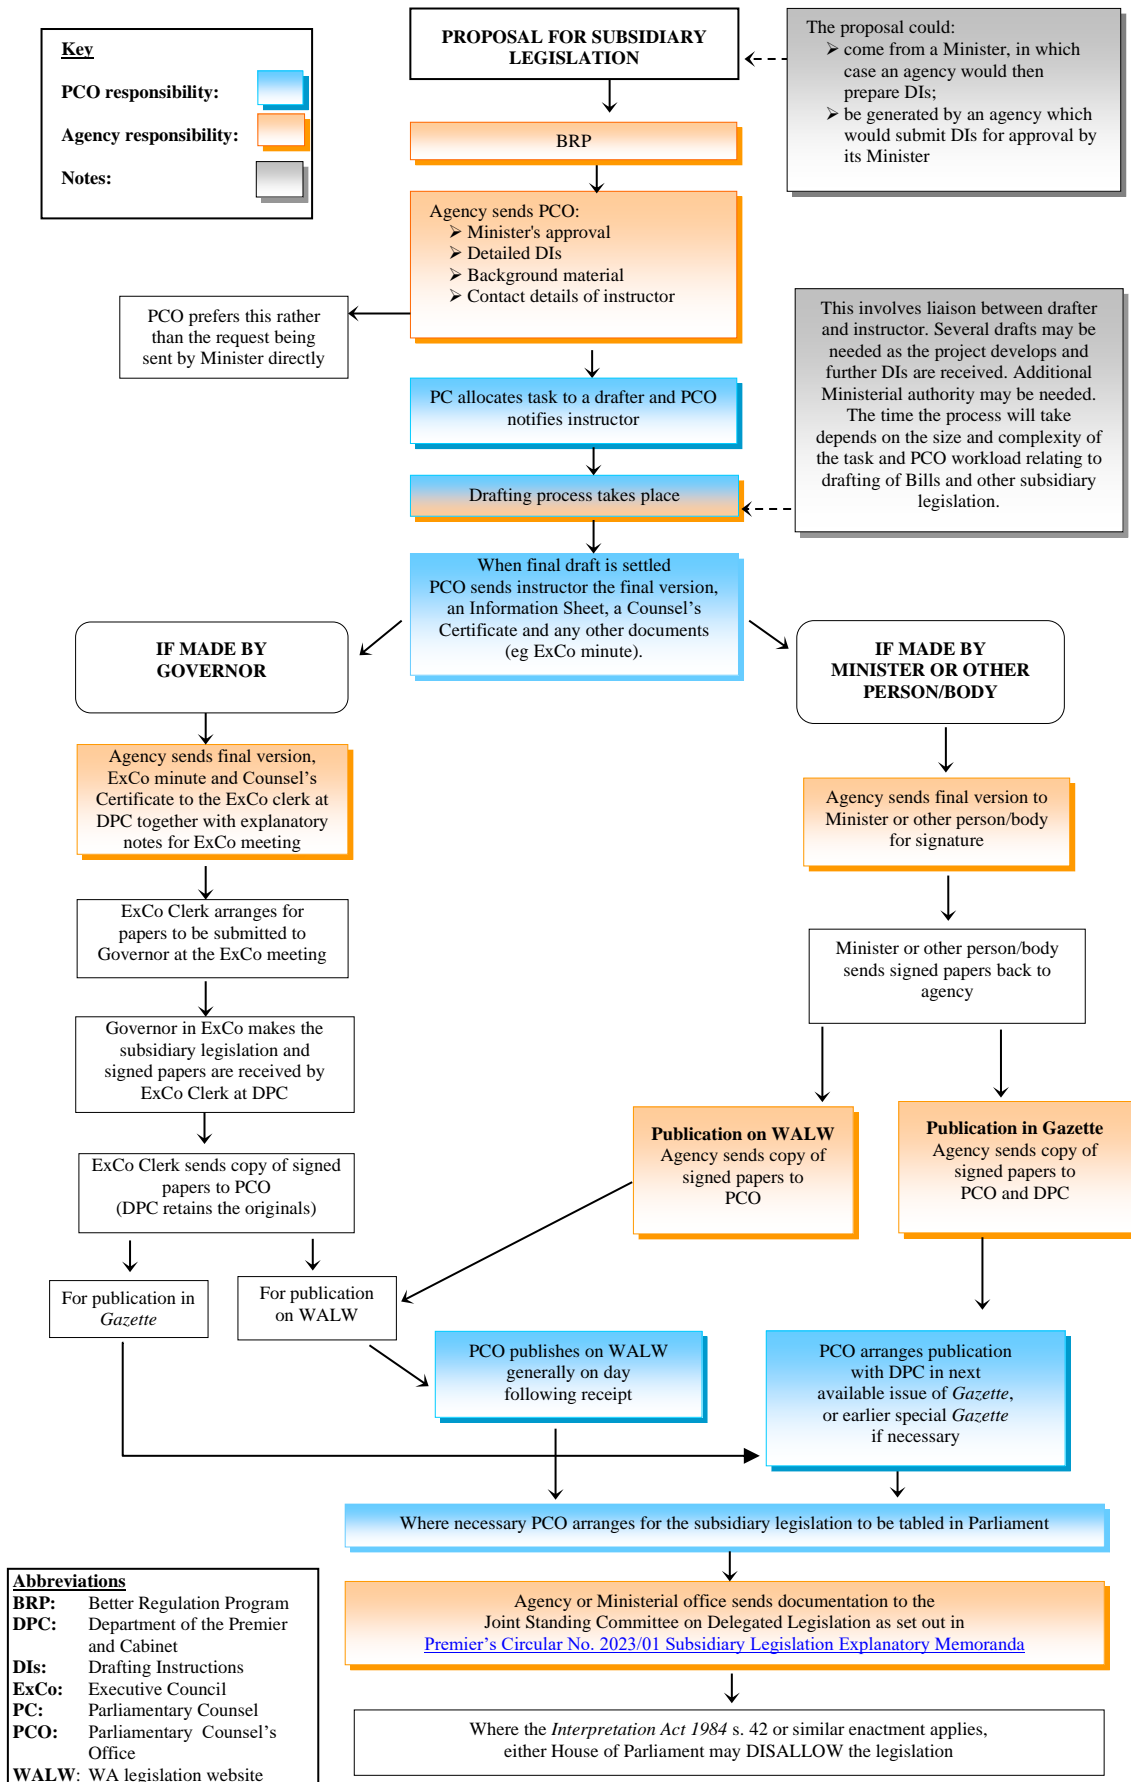 Key
PCO responsibility:
Agency responsibility:
Notes:
PROPOSAL FOR SUBSIDIARY
LEGISLATION
The proposal could:
➢ come from a Minister, in which
case an agency would then
prepare DIs;
➢ be generated by an agency which
would submit DIs for approval by
its Minister
BRP
Agency sends PCO:
➢ Minister's approval
➢ Detailed DIs
➢ Background material
➢ Contact details of instructor
PCO prefers this rather
than the request being
sent by Minister directly
This involves liaison between drafter
and instructor. Several drafts may be
needed as the project develops and
further DIs are received. Additional
Ministerial authority may be needed.
The time the process will take
depends on the size and complexity of
the task and PCO workload relating to
drafting of Bills and other subsidiary
legislation.
PC allocates task to a drafter and PCO
notifies instructor
Drafting process takes place
When final draft is settled
PCO sends instructor the final version,
an Information Sheet, a Counsel’s
Certificate and any other documents
(eg ExCo minute).
IF MADE BY
GOVERNOR
IF MADE BY
MINISTER OR OTHER
PERSON/BODY
Agency sends final version,
ExCo minute and Counsel’s
Certificate to the ExCo clerk at
DPC together with explanatory
notes for ExCo meeting
Agency sends final version to
Minister or other person/body
for signature
ExCo Clerk arranges for
papers to be submitted to
Governor at the ExCo meeting
Minister or other person/body
sends signed papers back to
agency
Governor in ExCo makes the
subsidiary legislation and
signed papers are received by
ExCo Clerk at DPC
Publication on WALW
Agency sends copy of
signed papers to
PCO
Publication in Gazette
Agency sends copy of
signed papers to
PCO and DPC
ExCo Clerk sends copy of signed
papers to PCO
(DPC retains the originals)
For publication in
Gazette
For publication
on WALW
PCO publishes on WALW
generally on day
following receipt
PCO arranges publication
with DPC in next
available issue of Gazette,
or earlier special Gazette
if necessary
Where necessary PCO arranges for the subsidiary legislation to be tabled in Parliament
Agency or Ministerial office sends documentation to the
Joint Standing Committee on Delegated Legislation as set out in
Premier’s Circular No. 2023/01 Subsidiary Legislation Explanatory Memoranda
Where the Interpretation Act 1984 s. 42 or similar enactment applies,
either House of Parliament may DISALLOW the legislation
Abbreviations
BRP: Better Regulation Program
DPC: Department of the Premier
and Cabinet
DIs: Drafting Instructions
ExCo: Executive Council
PC: Parliamentary Counsel
PCO: Parliamentary Counsel’s
Office
WALW: WA legislation website